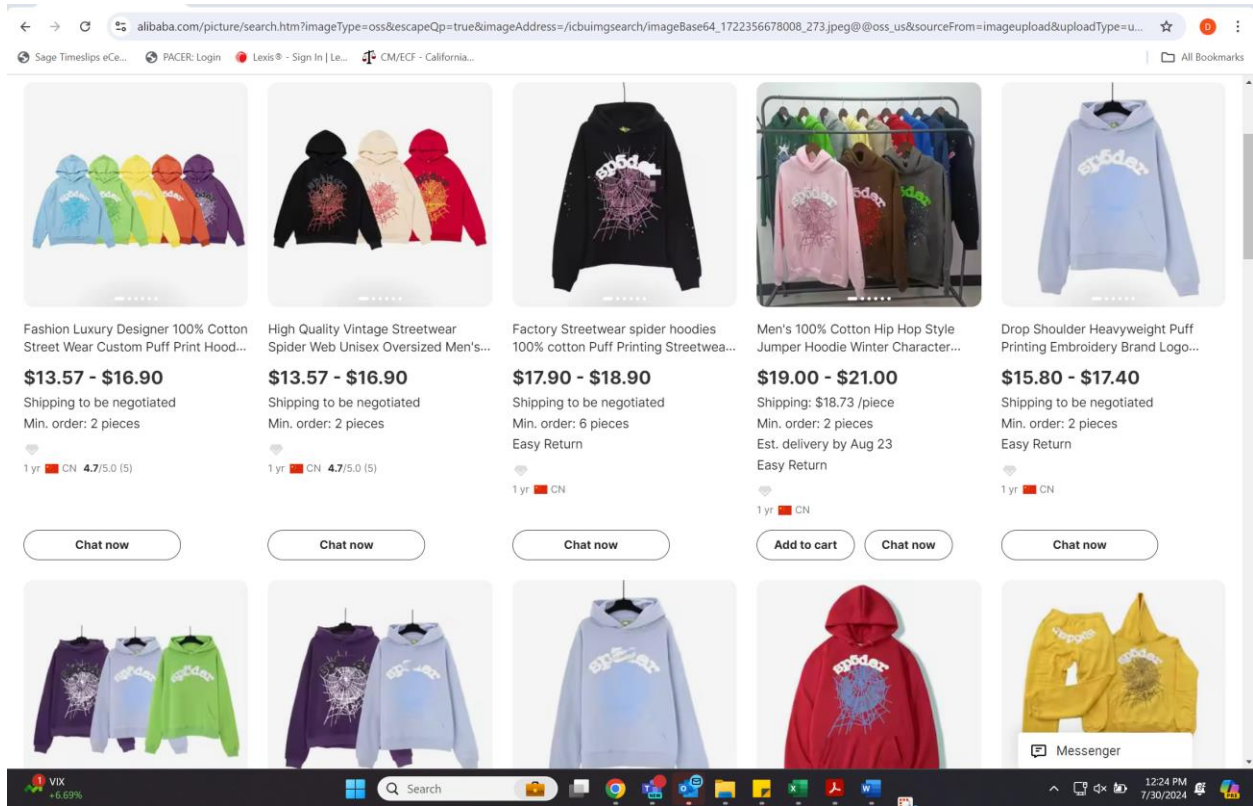 alibaba.com/picture/search.htm?imageType=oss&escapeQp=true&imageAddress=/icbuimgsearch/imageBase64_1722356678008_273.jpeg@@oss_us&sourceFrom=imageupload&uploadType=u...
D
Sage Timeslips eCe...
PACER: Login
Lexis® - Sign In | Le...
CM/ECF - California...
All Bookmarks
spöder
spöder
spöder
spöder
spöder
Fashion Luxury Designer 100% Cotton
Street Wear Custom Puff Print Hood...
$13.57 - $16.90
Shipping to be negotiated
Min. order: 2 pieces
1 yr CN 4.7/5.0 (5)
Chat now
High Quality Vintage Streetwear
Spider Web Unisex Oversized Men's...
$13.57 - $16.90
Shipping to be negotiated
Min. order: 2 pieces
1 yr CN 4.7/5.0 (5)
Chat now
Factory Streetwear spider hoodies
100% cotton Puff Printing Streetwea...
$17.90 - $18.90
Shipping to be negotiated
Min. order: 6 pieces
Easy Return
1 yr CN
Chat now
Men's 100% Cotton Hip Hop Style
Jumper Hoodie Winter Character...
$19.00 - $21.00
Shipping: $18.73 /piece
Min. order: 2 pieces
Est. delivery by Aug 23
Easy Return
1 yr CN
Add to cart
Chat now
Drop Shoulder Heavyweight Puff
Printing Embroidery Brand Logo...
$15.80 - $17.40
Shipping to be negotiated
Min. order: 2 pieces
Easy Return
1 yr CN
Chat now
spöder
spöder
spöder
spöder
Messenger
1
VIX
+6.69%
Search
12:24 PM
7/30/2024